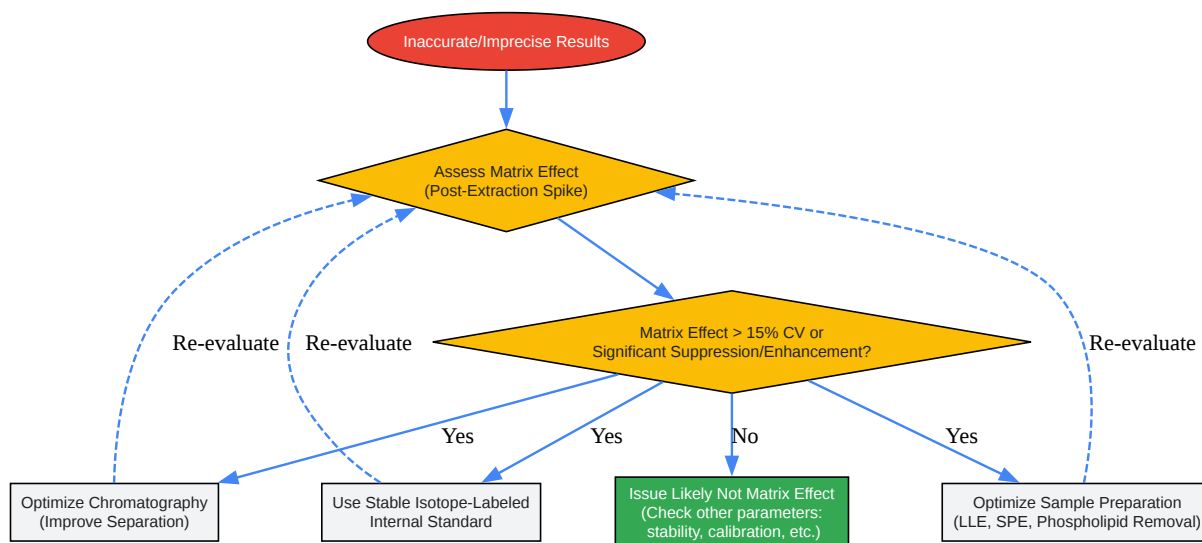 Inaccurate/Imprecise Results
Assess Matrix Effect
(Post-Extraction Spike)
Re-evaluate
Re-evaluate
Matrix Effect > 15% CV or
Significant Suppression/Enhancement?
Re-evaluate
Yes
Yes
No
Yes
Optimize Chromatography
(Improve Separation)
Use Stable Isotope-Labeled
Internal Standard
Issue Likely Not Matrix Effect
(Check other parameters:
stability, calibration, etc.)
Optimize Sample Preparation
(LLE, SPE, Phospholipid Removal)